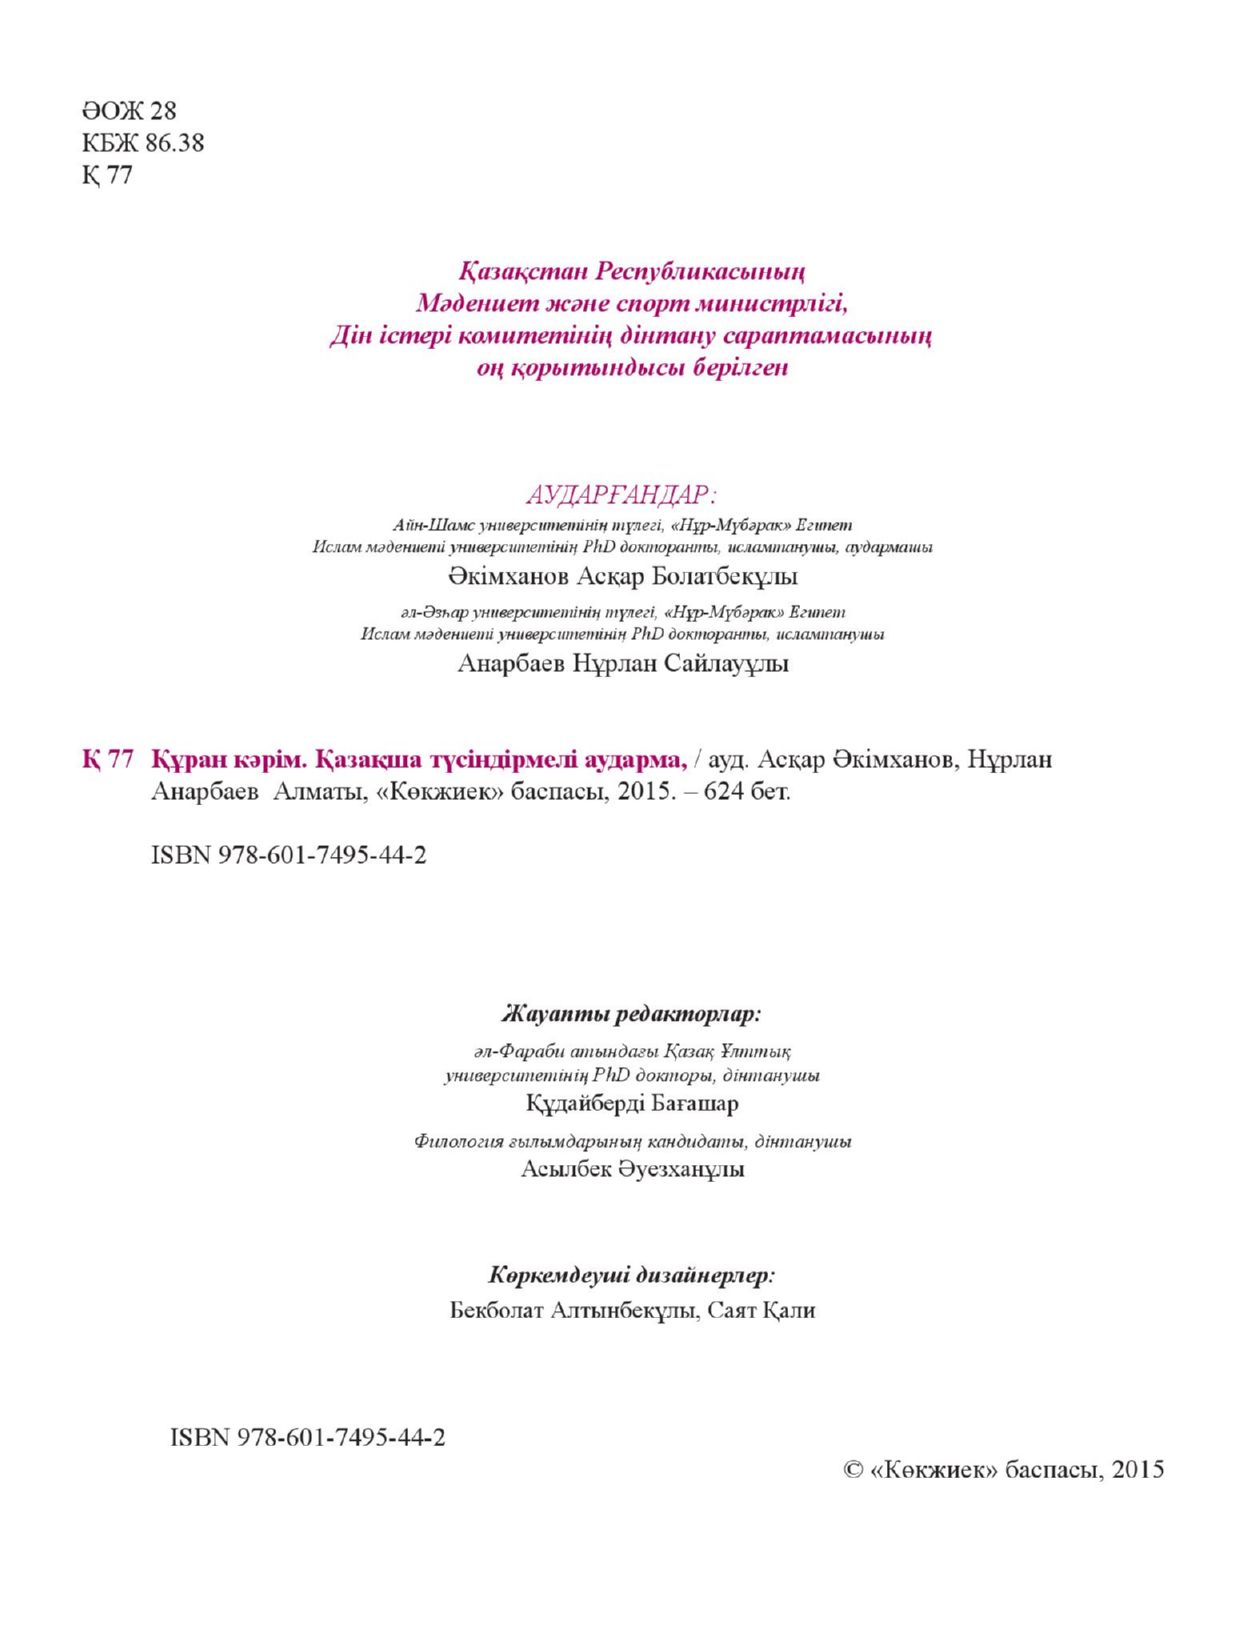 ӘОЖ 28
КБЖ 86.38
Қ 77
Қазақстан Республикасының
Мәдениет және спорт министрлігі,
Дін істері комитетінің дінтану сараптамасының
оң қорытындысы берілген
АУДАРҒАНДАР:
Айн-Шамс университетінің түлегі, «Нұр-Мүбәрак» Египет
Ислам мәдениеті университетінің PhD докторанты, исламтанушы, аудармашы
Әкімханов Асқар Болатбекұлы
әл-Әзһар университетінің түлегі, «Нұр-Мүбәрак» Египет
Ислам мәдениеті университетінің PhD докторанты, исламтанушы
Анарбаев Нұрлан Сайлауұлы
Қ 77 Құран кәрім. Қазақша түсіндірмелі аударма, / ауд. Асқар Әкімханов, Нұрлан
Анарбаев Алматы, «Көкжиек» баспасы, 2015. – 624 бет.
ISBN 978-601-7495-44-2
Жауапты редакторлар:
әл-Фараби атындағы Қазақ Ұлттық
университетінің PhD докторы, дінтанушы
Құдайберді Бағашар
Филология ғылымдарының кандидаты, дінтанушы
Асылбек Әуезханұлы
Көркемдеуші дизайнерлер:
Бекболат Алтынбекұлы, Саят Қали
ISBN 978-601-7495-44-2
© «Көкжиек» баспасы, 2015